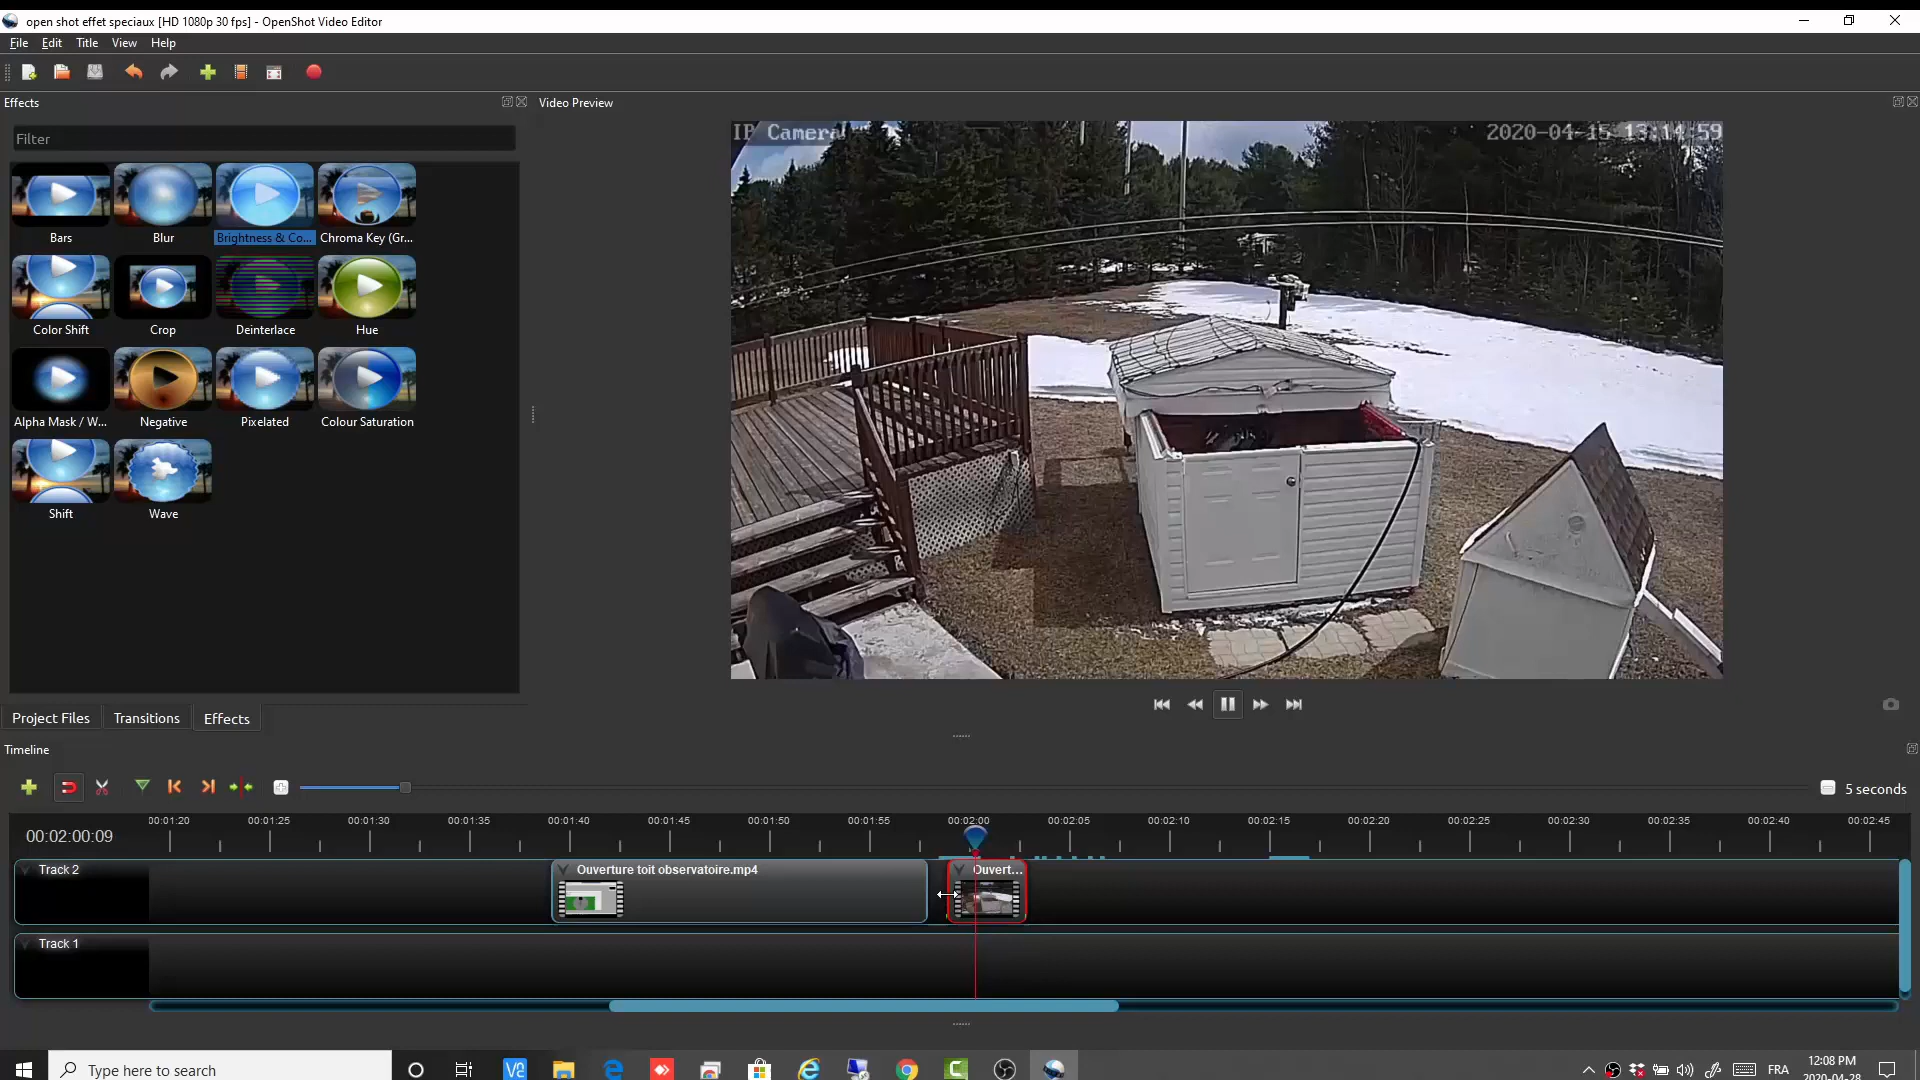 open shot effet speciaux [HD 1080p 30 fps] - OpenShot Video Editor
File Edit Title View Help
Effects
Video Preview
Filter
IP Camera
2020-04-15 13:14:59
Bars
Blur
Brightness & Co...
Chroma Key (Gr...
Color Shift
Crop
Deinterlace
Hue
Alpha Mask / W...
Negative
Pixelated
Colour Saturation
Shift
Wave
Project Files
Transitions
Effects
Timeline
5 seconds
00:02:00:09
00:01:20 00:01:25 00:01:30 00:01:35 00:01:40 00:01:45 00:01:50 00:01:55 00:02:00 00:02:05 00:02:10 00:02:15 00:02:20 00:02:25 00:02:30 00:02:35 00:02:40 00:02:45
Track 2
Ouverture toit observatoire.mp4
Ouvert...
Track 1
Type here to search
FRA
12:08 PM
2020-04-28